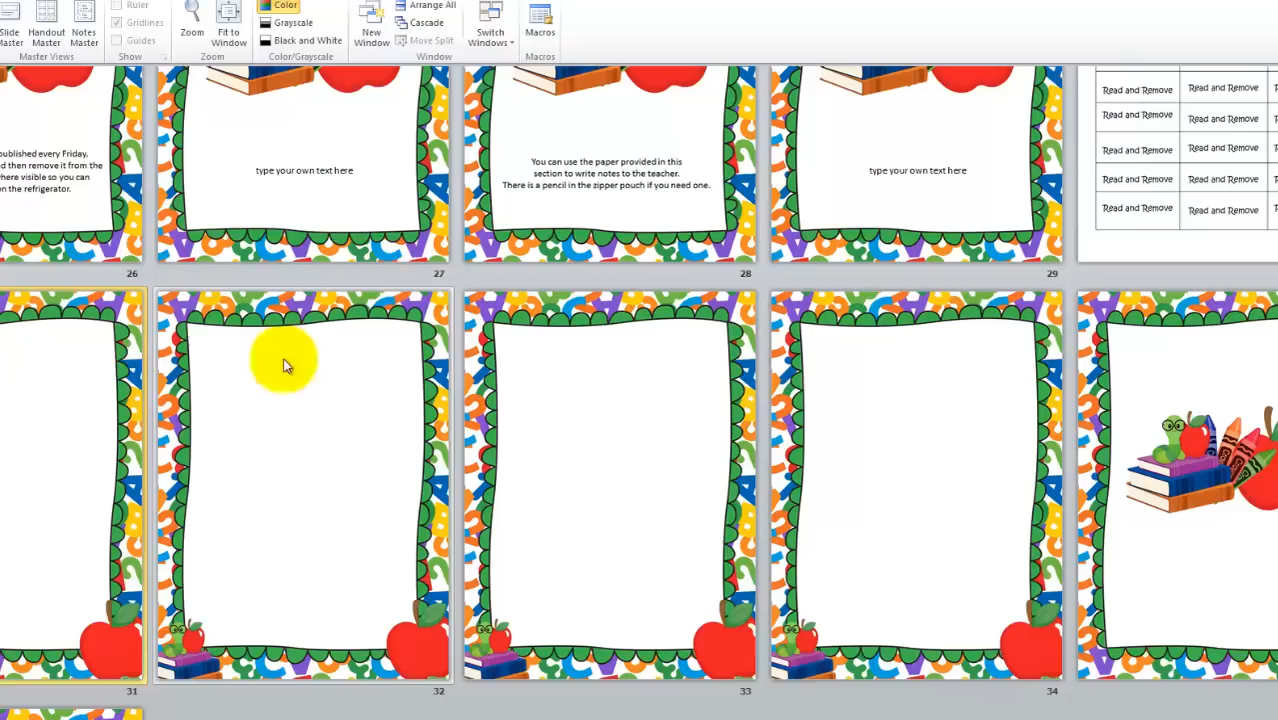 Ruler
Gridlines
Guides
Show
Slide
Master
Handout
Master
Notes
Master
Master Views
Zoom
Fit to
Window
Zoom
Color
Grayscale
Black and White
Color/Grayscale
New
Window
Arrange All
Cascade
Move Split
Window
Switch
Windows
Macros
Macros
published every Friday.
d then remove it from the
where visible so you can
on the refrigerator.
type your own text here
You can use the paper provided in this
section to write notes to the teacher.
There is a pencil in the zipper pouch if you need one.
type your own text here
Read and Remove Read and Remove
Read and Remove Read and Remove
Read and Remove Read and Remove
Read and Remove Read and Remove
Read and Remove Read and Remove
26
27
28
29
31
32
33
34